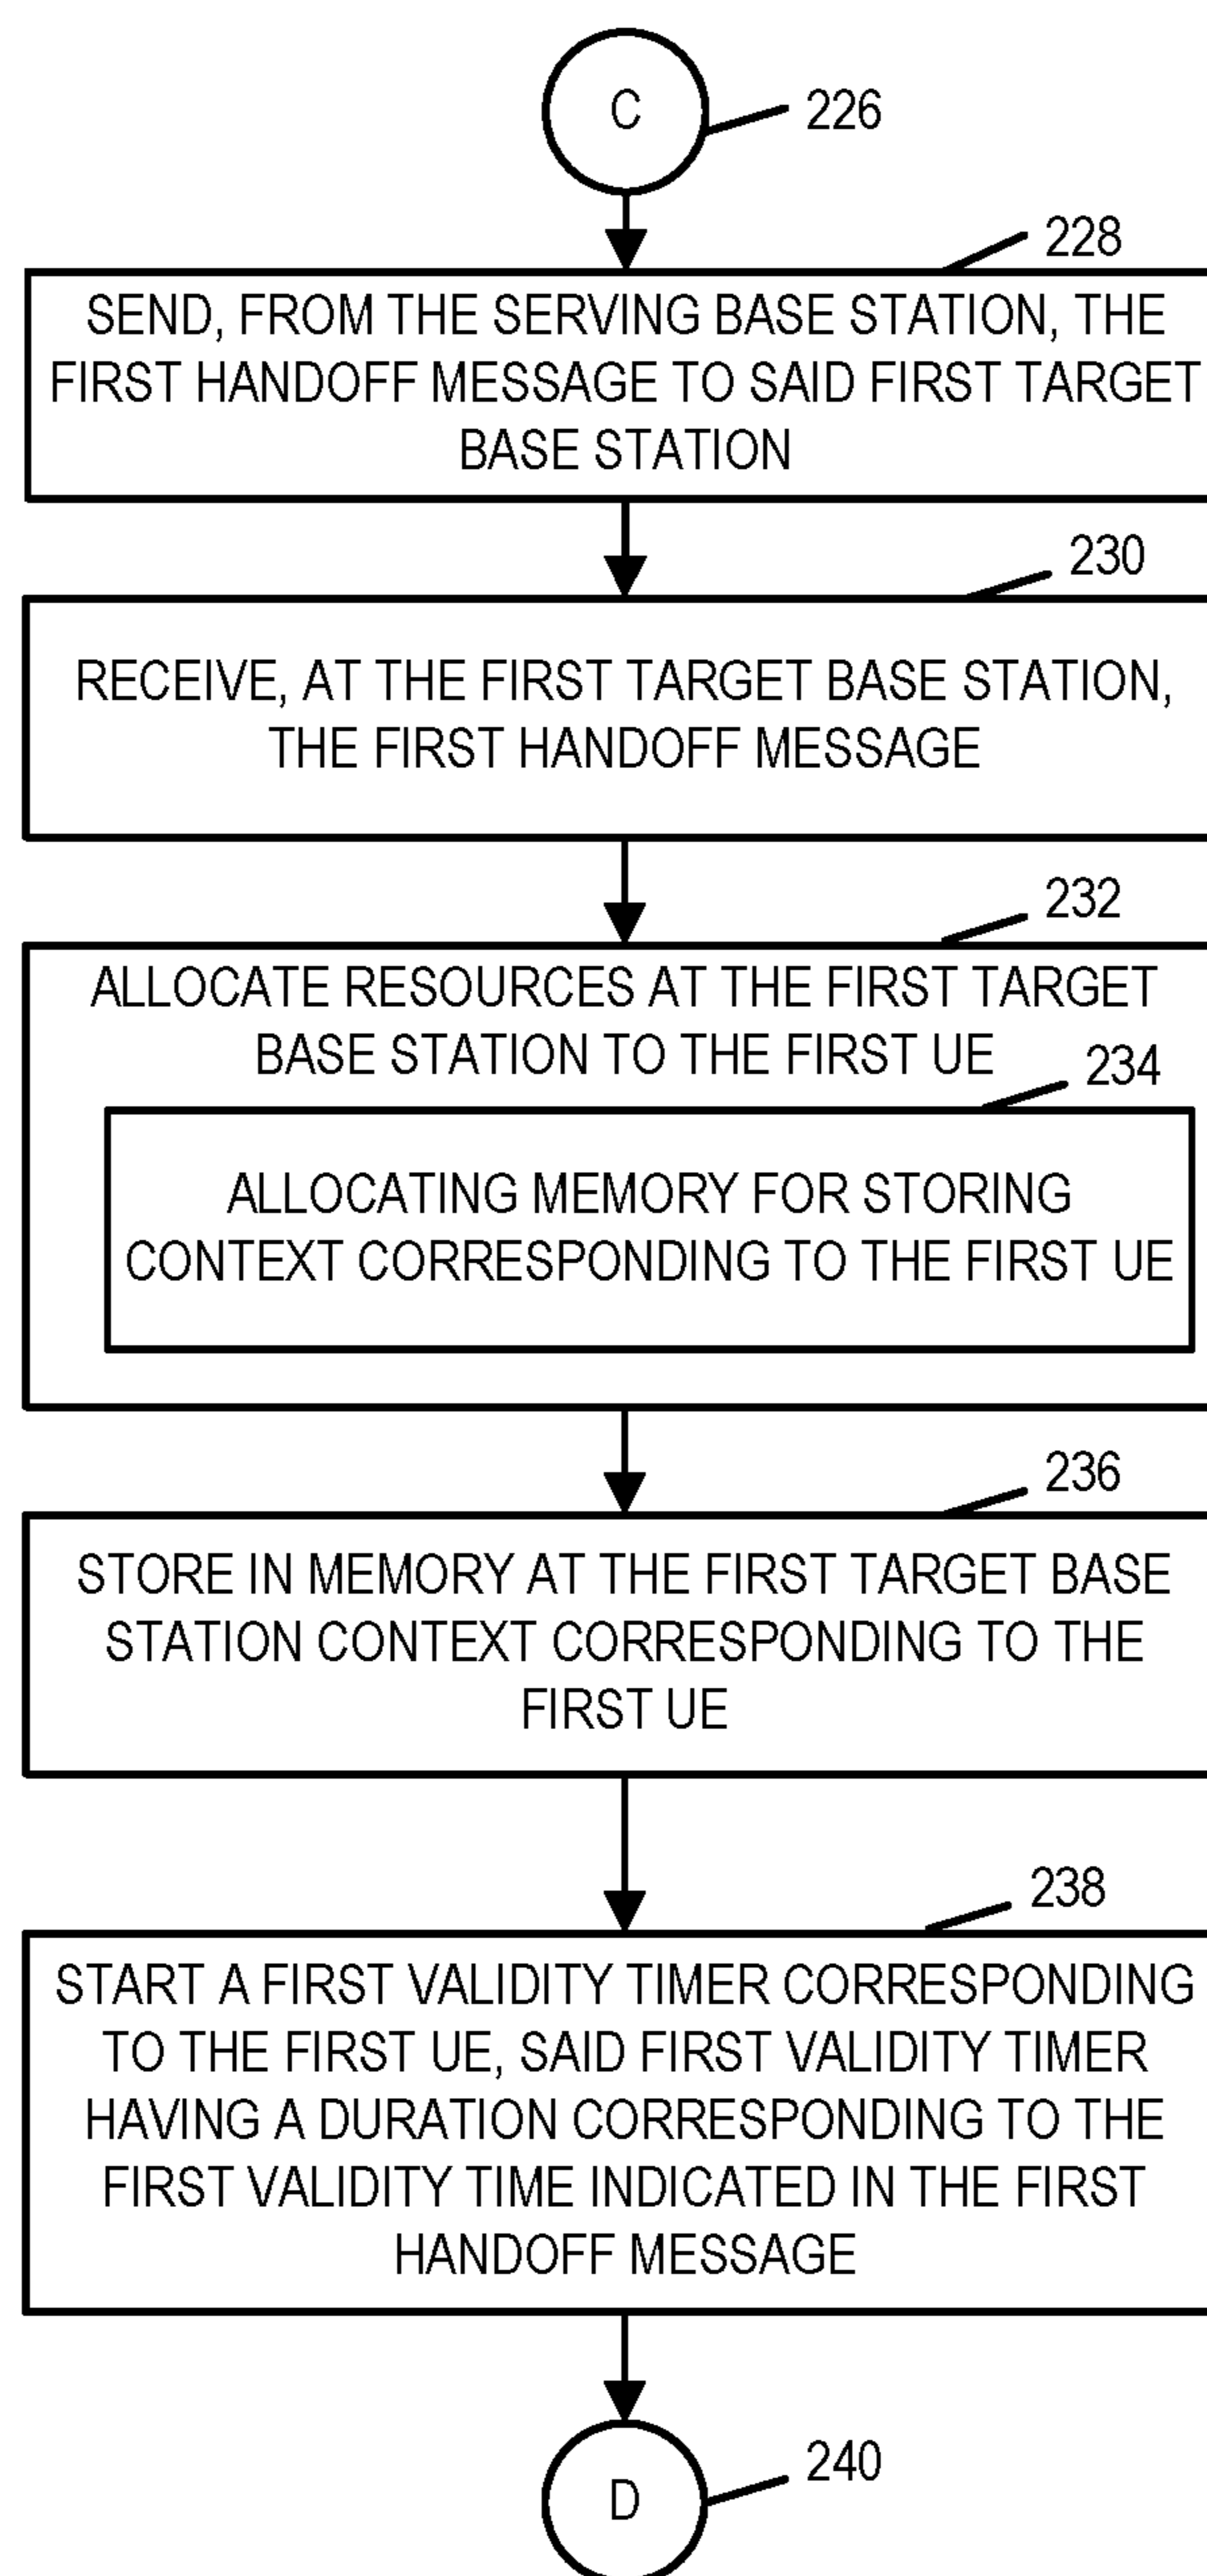 C
226
228
SEND, FROM THE SERVING BASE STATION, THE
FIRST HANDOFF MESSAGE TO SAID FIRST TARGET
BASE STATION
230
RECEIVE, AT THE FIRST TARGET BASE STATION,
THE FIRST HANDOFF MESSAGE
232
ALLOCATE RESOURCES AT THE FIRST TARGET
BASE STATION TO THE FIRST UE
234
ALLOCATING MEMORY FOR STORING
CONTEXT CORRESPONDING TO THE FIRST UE
236
STORE IN MEMORY AT THE FIRST TARGET BASE
STATION CONTEXT CORRESPONDING TO THE
FIRST UE
238
START A FIRST VALIDITY TIMER CORRESPONDING
TO THE FIRST UE, SAID FIRST VALIDITY TIMER
HAVING A DURATION CORRESPONDING TO THE
FIRST VALIDITY TIME INDICATED IN THE FIRST
HANDOFF MESSAGE
240
D